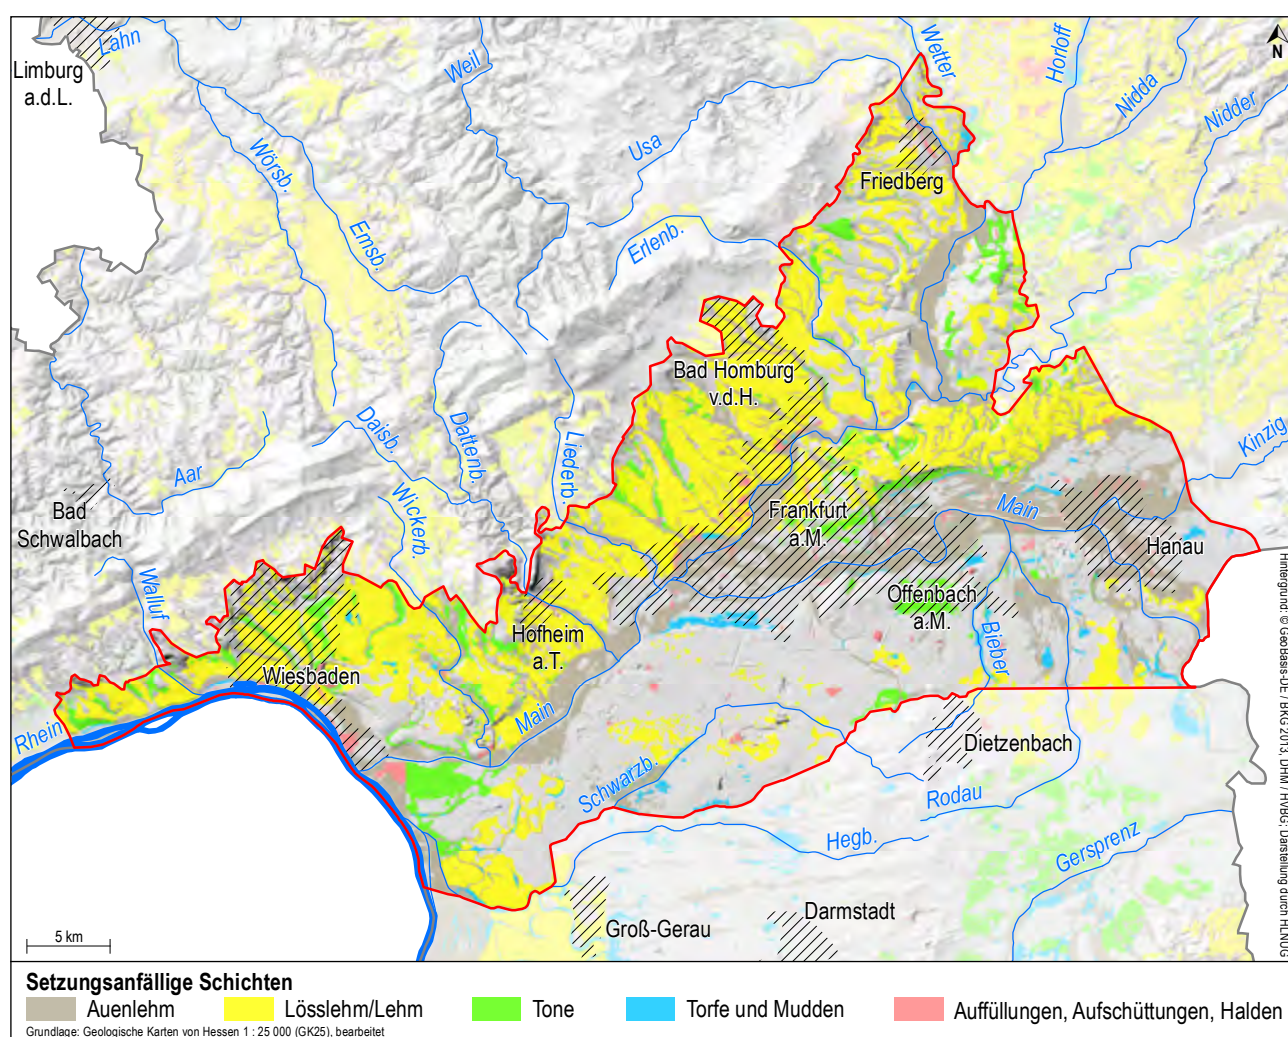 Lahn
Limburg
a.d.L.
Weil
Wetter
Horloff
N
Nidda
Nidder
Usa
Wörsb.
Friedberg
Emsb.
Erlenb.
Bad Homburg
v.d.H.
Daisb.
Dattenb.
Liederb.
Aar
Wickerb.
Kinzig
Bad
Schwalbach
Frankfurt
a.M.
Main
Hanau
Walluf
Offenbach
a.M.
Bieber
Hofheim
a.T.
Wiesbaden
Rhein
Main
Dietzenbach
Schwarzb.
Rodau
Hegb.
Gersprenz
Groß-Gerau
Darmstadt
5 km
Hintergrund: © GeoBasis-DE / BKG 2013, DHM / HVBG; Darstellung durch HLNUG
Setzungsanfällige Schichten
Auenlehm
Lösslehm/Lehm
Tone
Torfe und Mudden
Auffüllungen, Aufschüttungen, Halden
Grundlage: Geologische Karten von Hessen 1 : 25 000 (GK25), bearbeitet